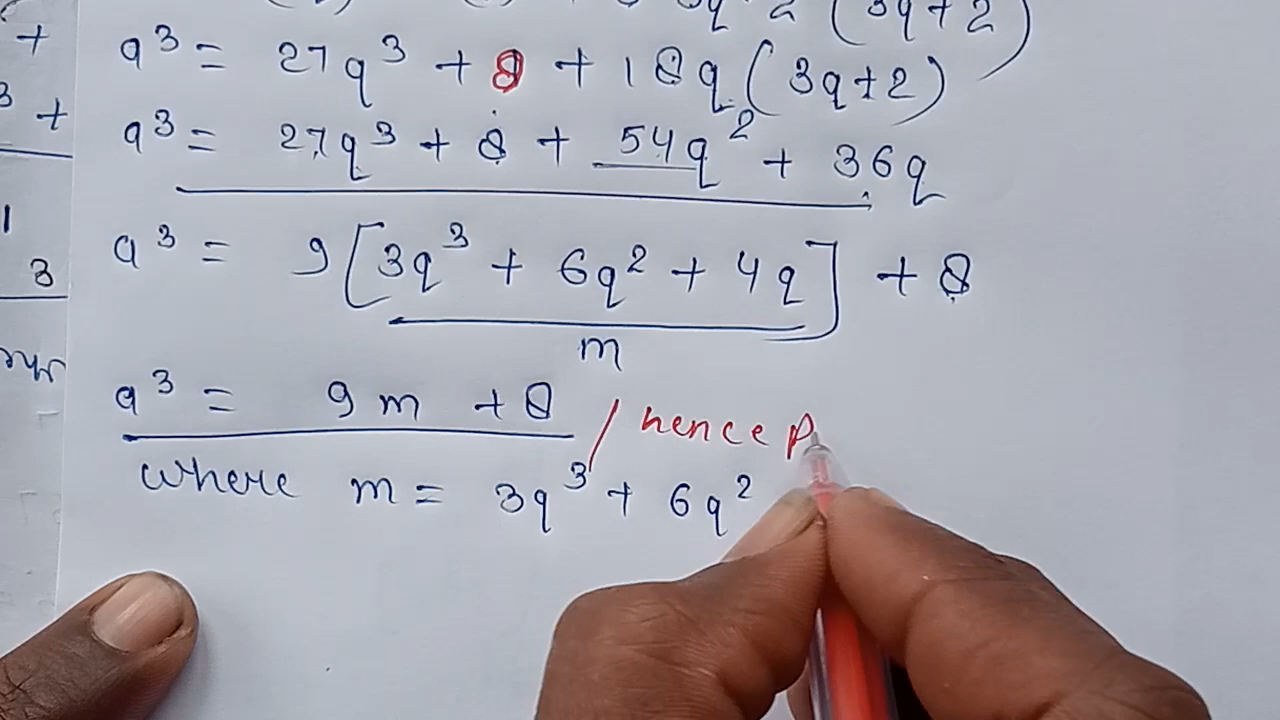 a³ = 27q³ + 8 + 18q (3q+2)
a³ = 27q³ + 8 + 54q² + 36q
a³ = 9 [3q³ + 6q² + 4q] + 8
m
a³ = 9m + 8 / hence p
where m = 3q³ + 6q²